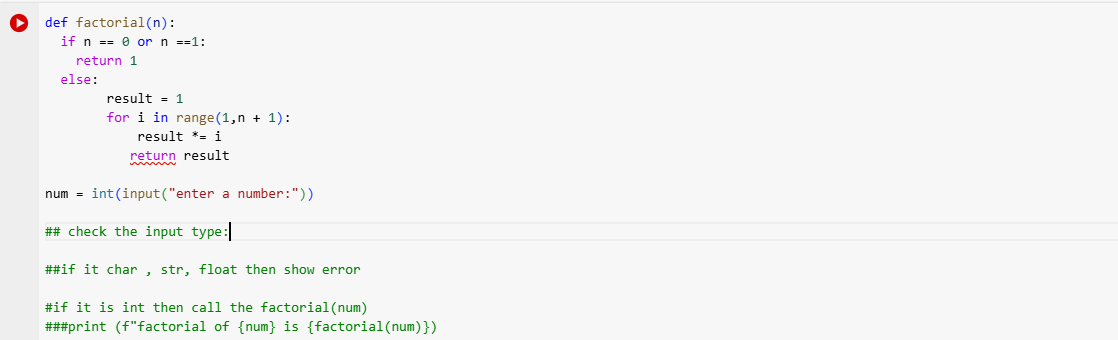 def factorial(n):
  if n == 0 or n ==1:
    return 1
  else:
        result = 1
        for i in range(1,n + 1):
            result *= i
           return result
num = int(input("enter a number:"))
## check the input type:
##if it char , str, float then show error
#if it is int then call the factorial(num)
###print (f"factorial of {num} is {factorial(num)})